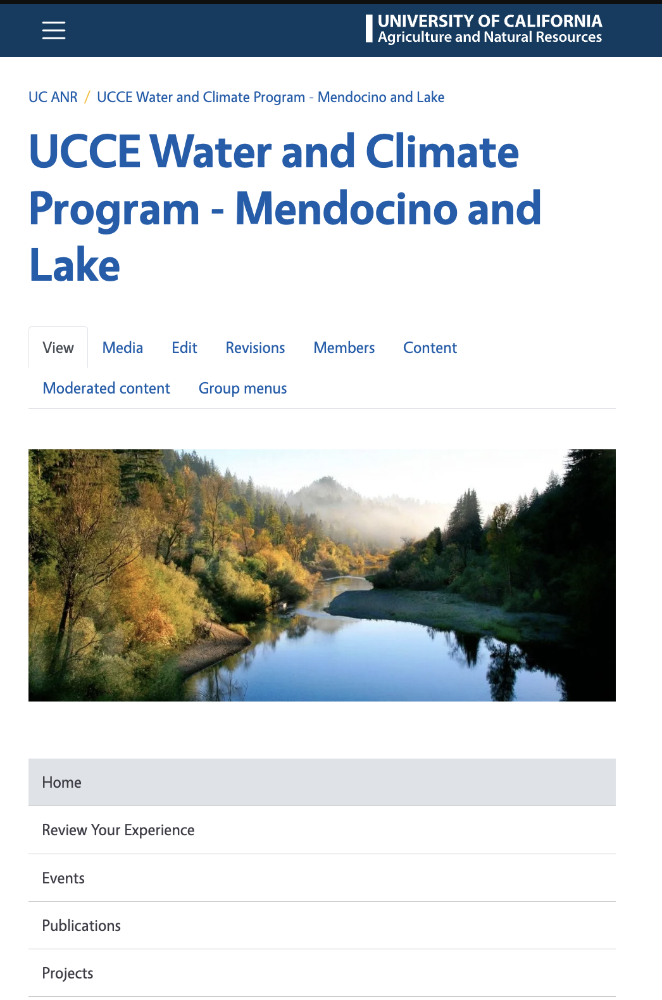 UNIVERSITY OF CALIFORNIA
Agriculture and Natural Resources
UC ANR / UCCE Water and Climate Program - Mendocino and Lake
UCCE Water and Climate
Program - Mendocino and
Lake
View Media Edit Revisions Members Content
Moderated content Group menus
Home
Review Your Experience
Events
Publications
Projects